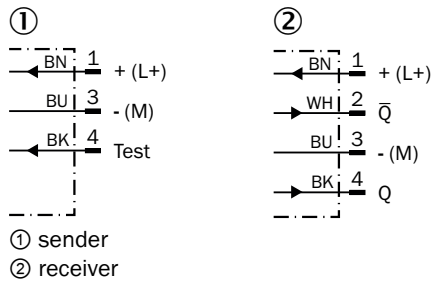 ① ②
BN 1 + (L+)
BU 3 - (M)
BK 4 Test
BN 1 + (L+)
WH 2 Q̅
BU 3 - (M)
BK 4 Q
① sender
② receiver